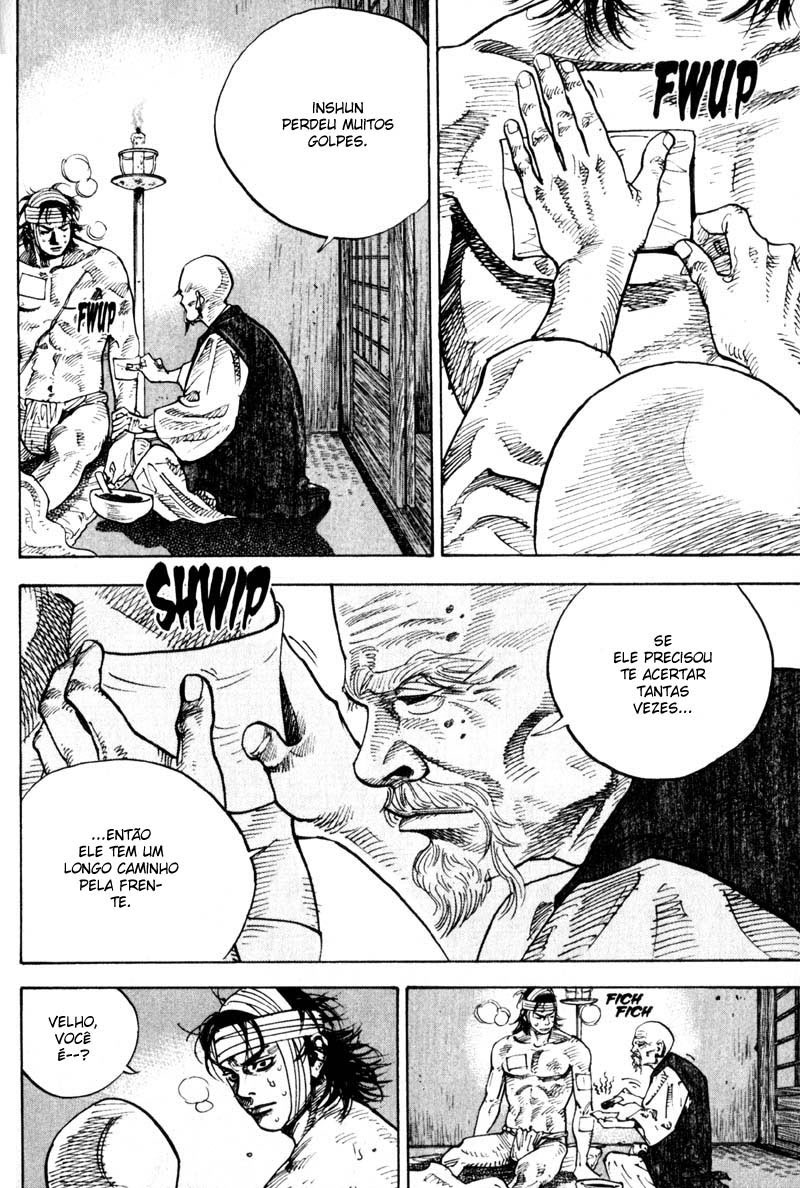 FWUP
INSHUN
PERDEU MUITOS
GOLPES.
FWUP
SHWIP
SE
ELE PRECISOU
TE ACERTAR
TANTAS
VEZES...
...ENTÃO
ELE TEM UM
LONGO CAMINHO
PELA FREN-
TE.
VELHO,
VOCÊ
É--?
FICH
FICH